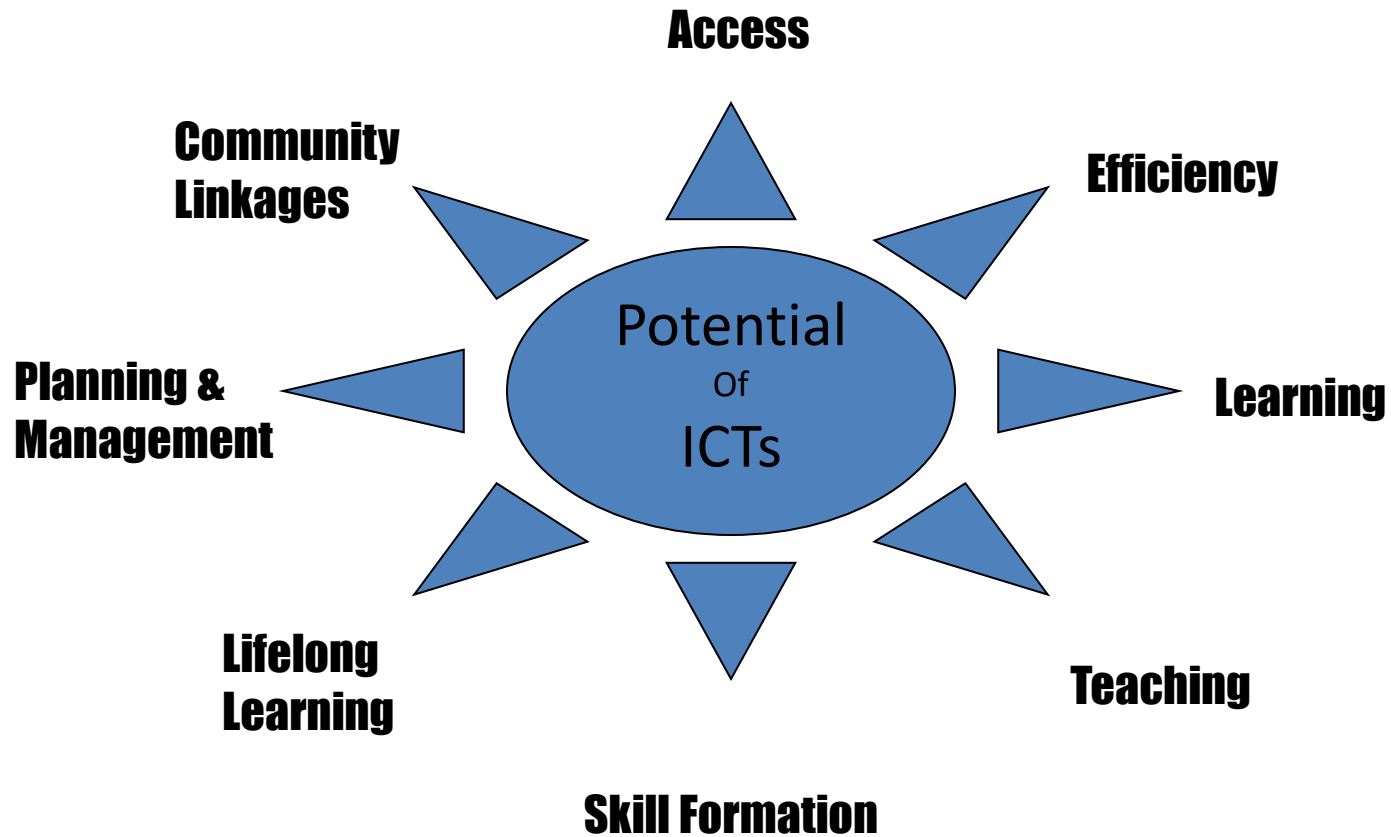 Access
Community
Linkages
Efficiency
Potential
Of
ICTs
Planning &
Management
Learning
Lifelong
Learning
Teaching
Skill Formation